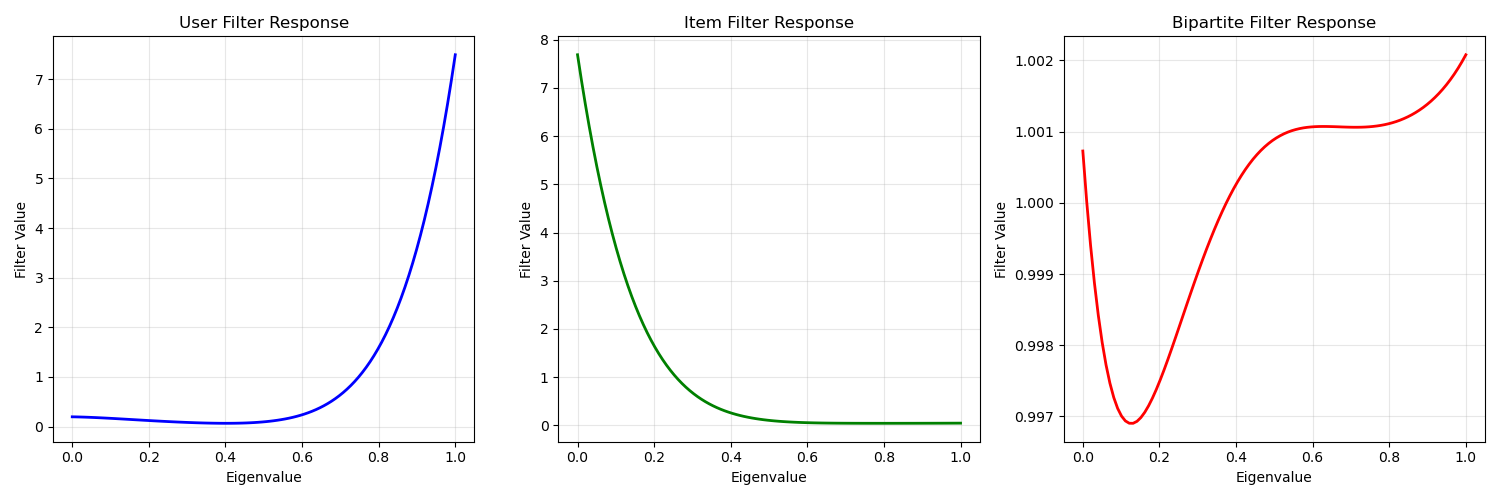 User Filter Response
Filter Value
7
6
5
4
3
2
1
0
0.0 0.2 0.4 0.6 0.8 1.0
Eigenvalue
Item Filter Response
Filter Value
8
7
6
5
4
3
2
1
0
0.0 0.2 0.4 0.6 0.8 1.0
Eigenvalue
Bipartite Filter Response
Filter Value
1.002
1.001
1.000
0.999
0.998
0.997
0.0 0.2 0.4 0.6 0.8 1.0
Eigenvalue